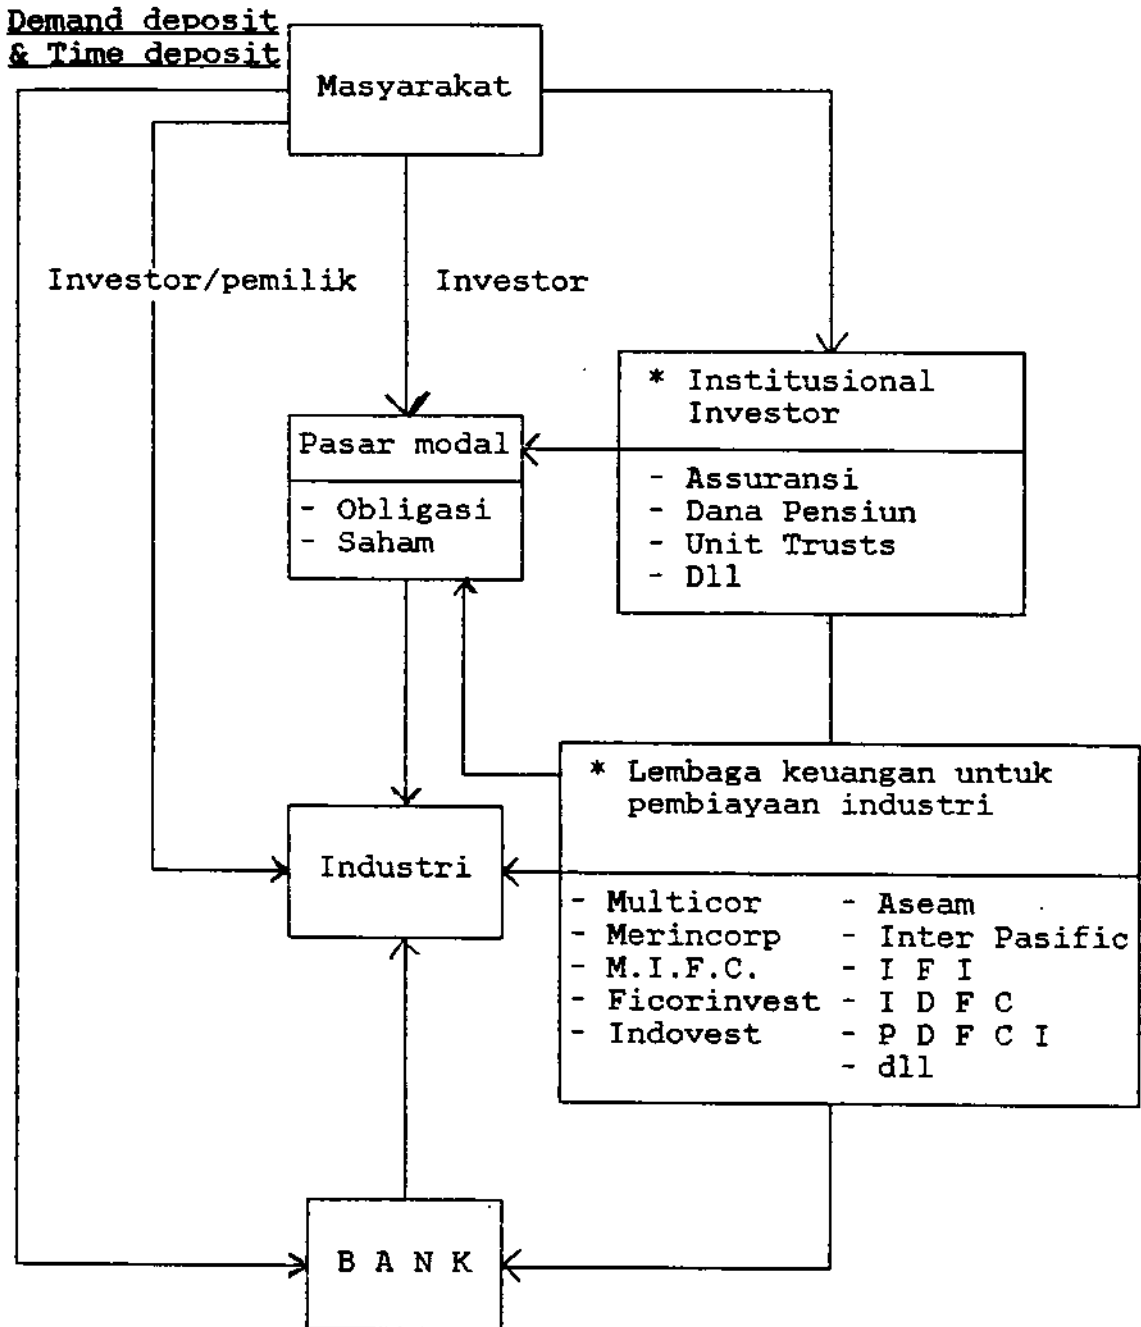 Demand deposit
& Time deposit
Masyarakat
Investor/pemilik
Investor
* Institusional
Investor
- Assuransi
- Dana Pensiun
- Unit Trusts
- Dll
Pasar modal
- Obligasi
- Saham
* Lembaga keuangan untuk
pembiayaan industri
- Multicor
- Merincorp
- M.I.F.C.
- Ficorinvest
- Indovest
- Aseam
- Inter Pasific
- I F I
- I D F C
- P D F C I
- dll
Industri
B A N K